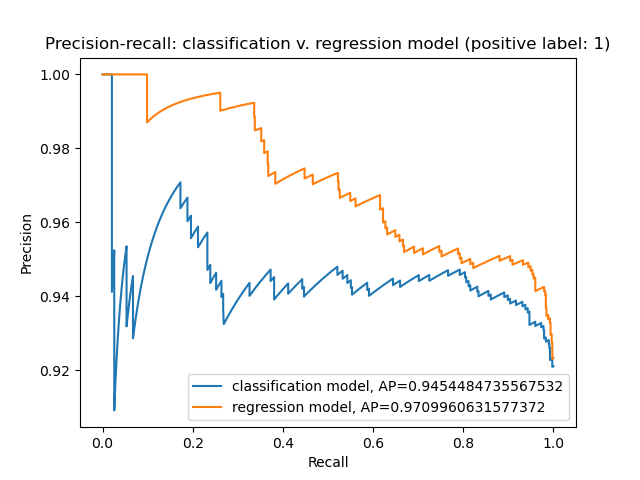 Precision-recall: classification v. regression model (positive label: 1)
1.00
0.98
0.96
0.94
0.92
Precision
classification model, AP=0.9454484735567532
regression model, AP=0.9709960631577372
0.0
0.2
0.4
0.6
0.8
1.0
Recall